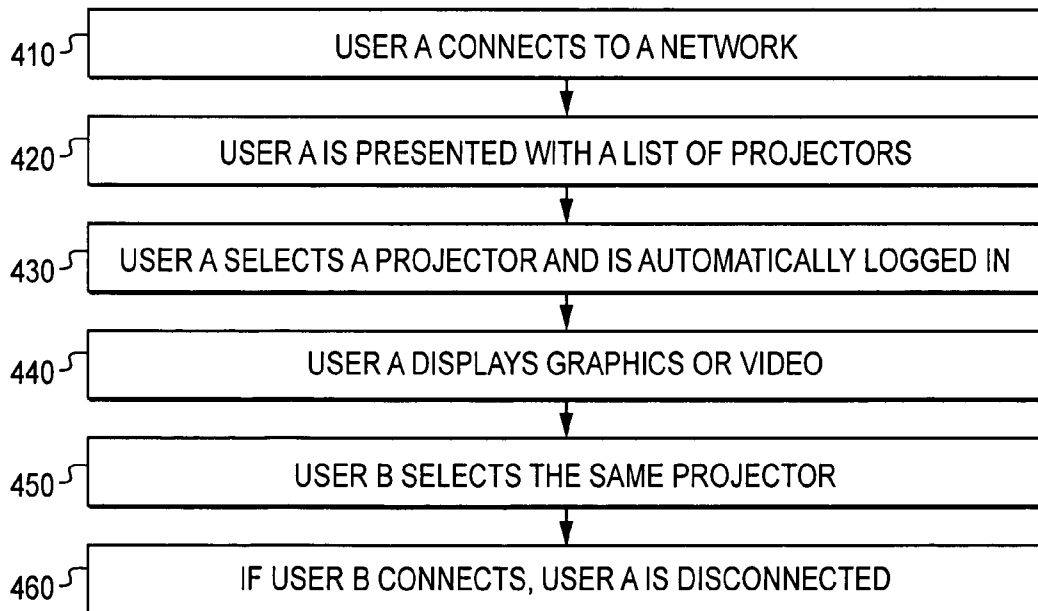 410 USER A CONNECTS TO A NETWORK
420 USER A IS PRESENTED WITH A LIST OF PROJECTORS
430 USER A SELECTS A PROJECTOR AND IS AUTOMATICALLY LOGGED IN
440 USER A DISPLAYS GRAPHICS OR VIDEO
450 USER B SELECTS THE SAME PROJECTOR
460 IF USER B CONNECTS, USER A IS DISCONNECTED